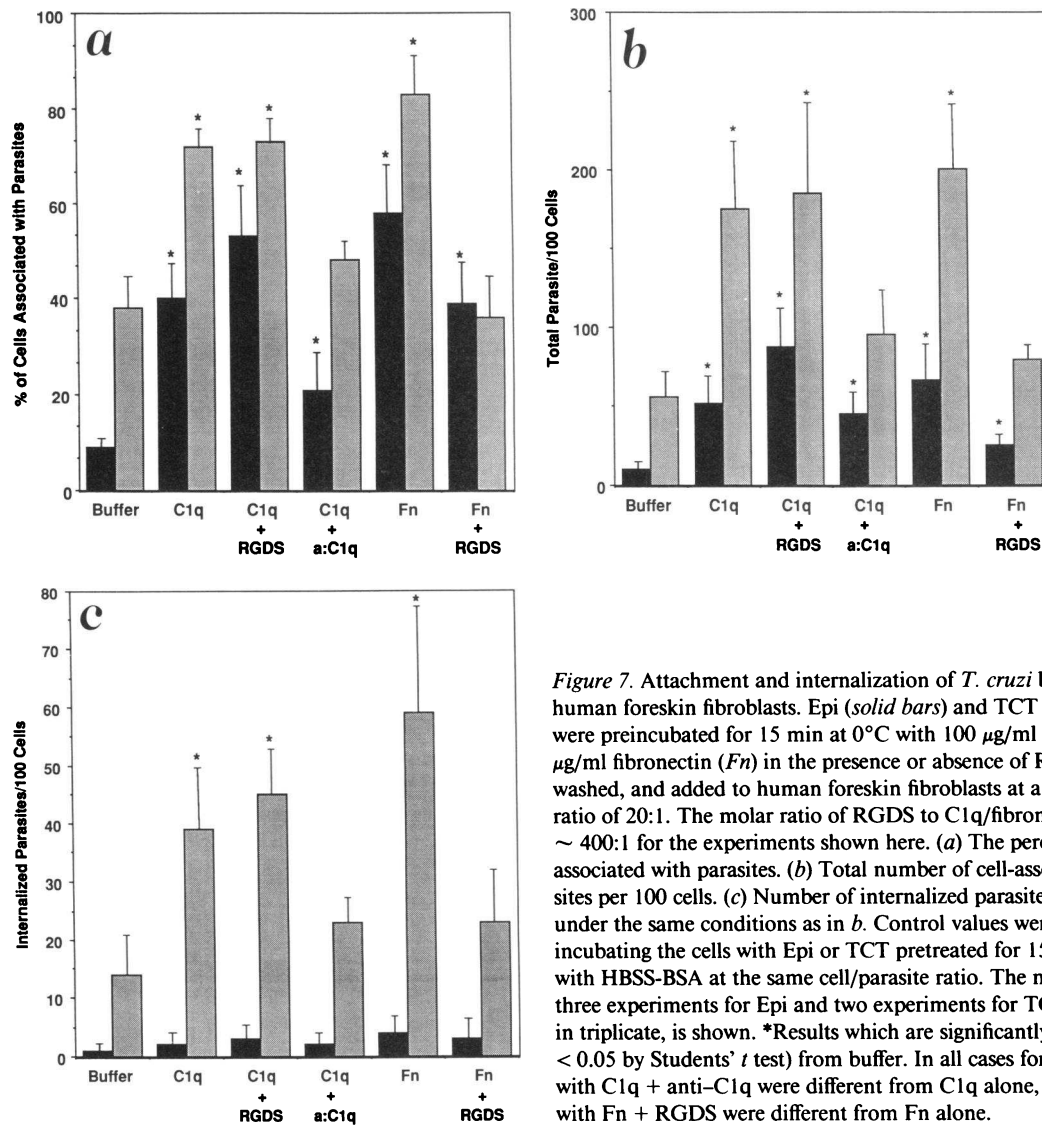 a
100
80
60
40
20
0
% of Cells Associated with Parasites
*
*
*
*
*
*
*
*
Buffer C1q C1q C1q Fn Fn
+ + +
RGDS a:C1q RGDS
b
300
200
100
0
Total Parasite/100 Cells
*
*
*
*
*
*
*
*
Buffer C1q C1q C1q Fn Fn
+ + +
RGDS a:C1q RGDS
c
80
70
60
50
40
30
20
10
0
Internalized Parasites/100 Cells
*
*
*
Buffer C1q C1q C1q Fn Fn
+ + +
RGDS a:C1q RGDS
Figure 7. Attachment and internalization of T. cruzi
human foreskin fibroblasts. Epi (solid bars) and TCT
were preincubated for 15 min at 0°C with 100 μg/ml
μg/ml fibronectin (Fn) in the presence or absence of
washed, and added to human foreskin fibroblasts at a
ratio of 20:1. The molar ratio of RGDS to C1q/fibron
~ 400:1 for the experiments shown here. (a) The perc
associated with parasites. (b) Total number of cell-asso
sites per 100 cells. (c) Number of internalized parasite
under the same conditions as in b. Control values wer
incubating the cells with Epi or TCT pretreated for 15
with HBSS-BSA at the same cell/parasite ratio. The m
three experiments for Epi and two experiments for TC
in triplicate, is shown. *Results which are significantly
< 0.05 by Students' t test) from buffer. In all cases for
with C1q + anti–C1q were different from C1q alone,
with Fn + RGDS were different from Fn alone.